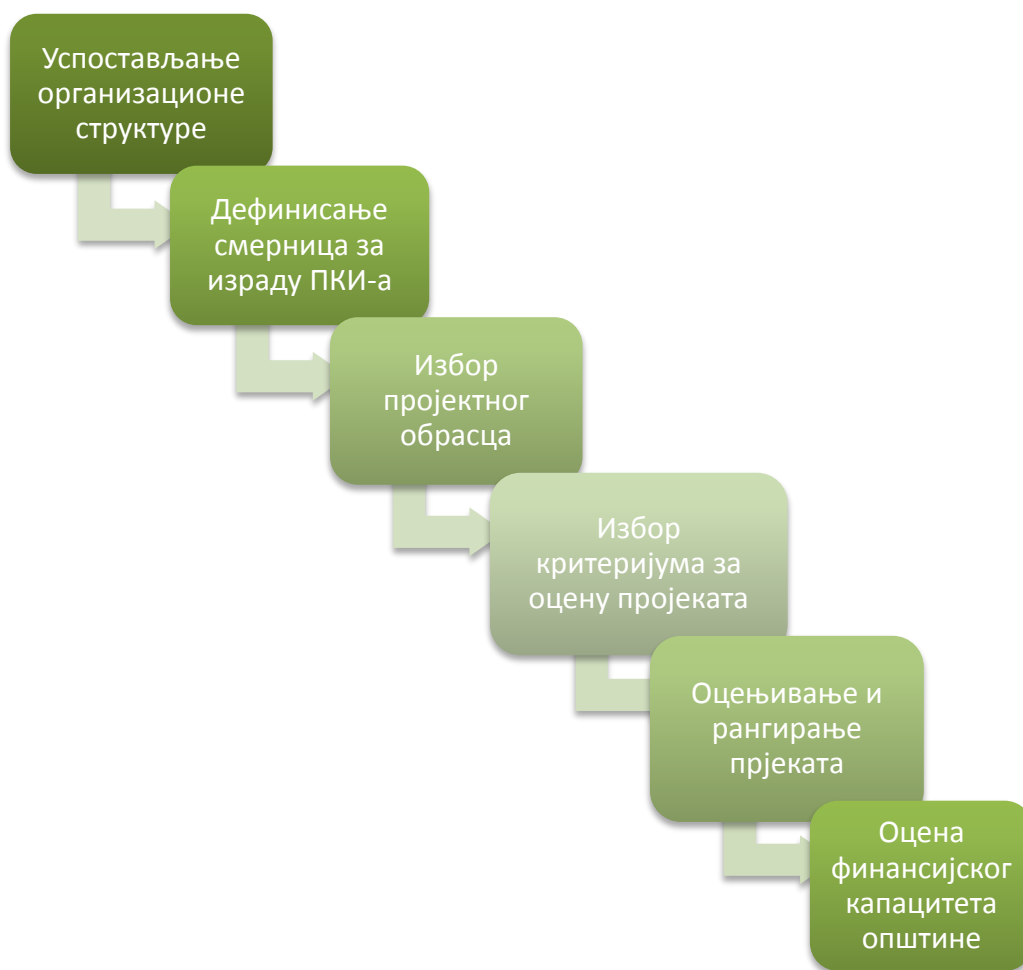 Успостављање
организационе
структуре
Дефинисање
смерница за
израду ПКИ-а
Избор
пројектног
обрасца
Избор
критеријума за
оцену пројеката
Оцењивање и
рангирање
прјеката
Оцена
финансијског
капацитета
општине